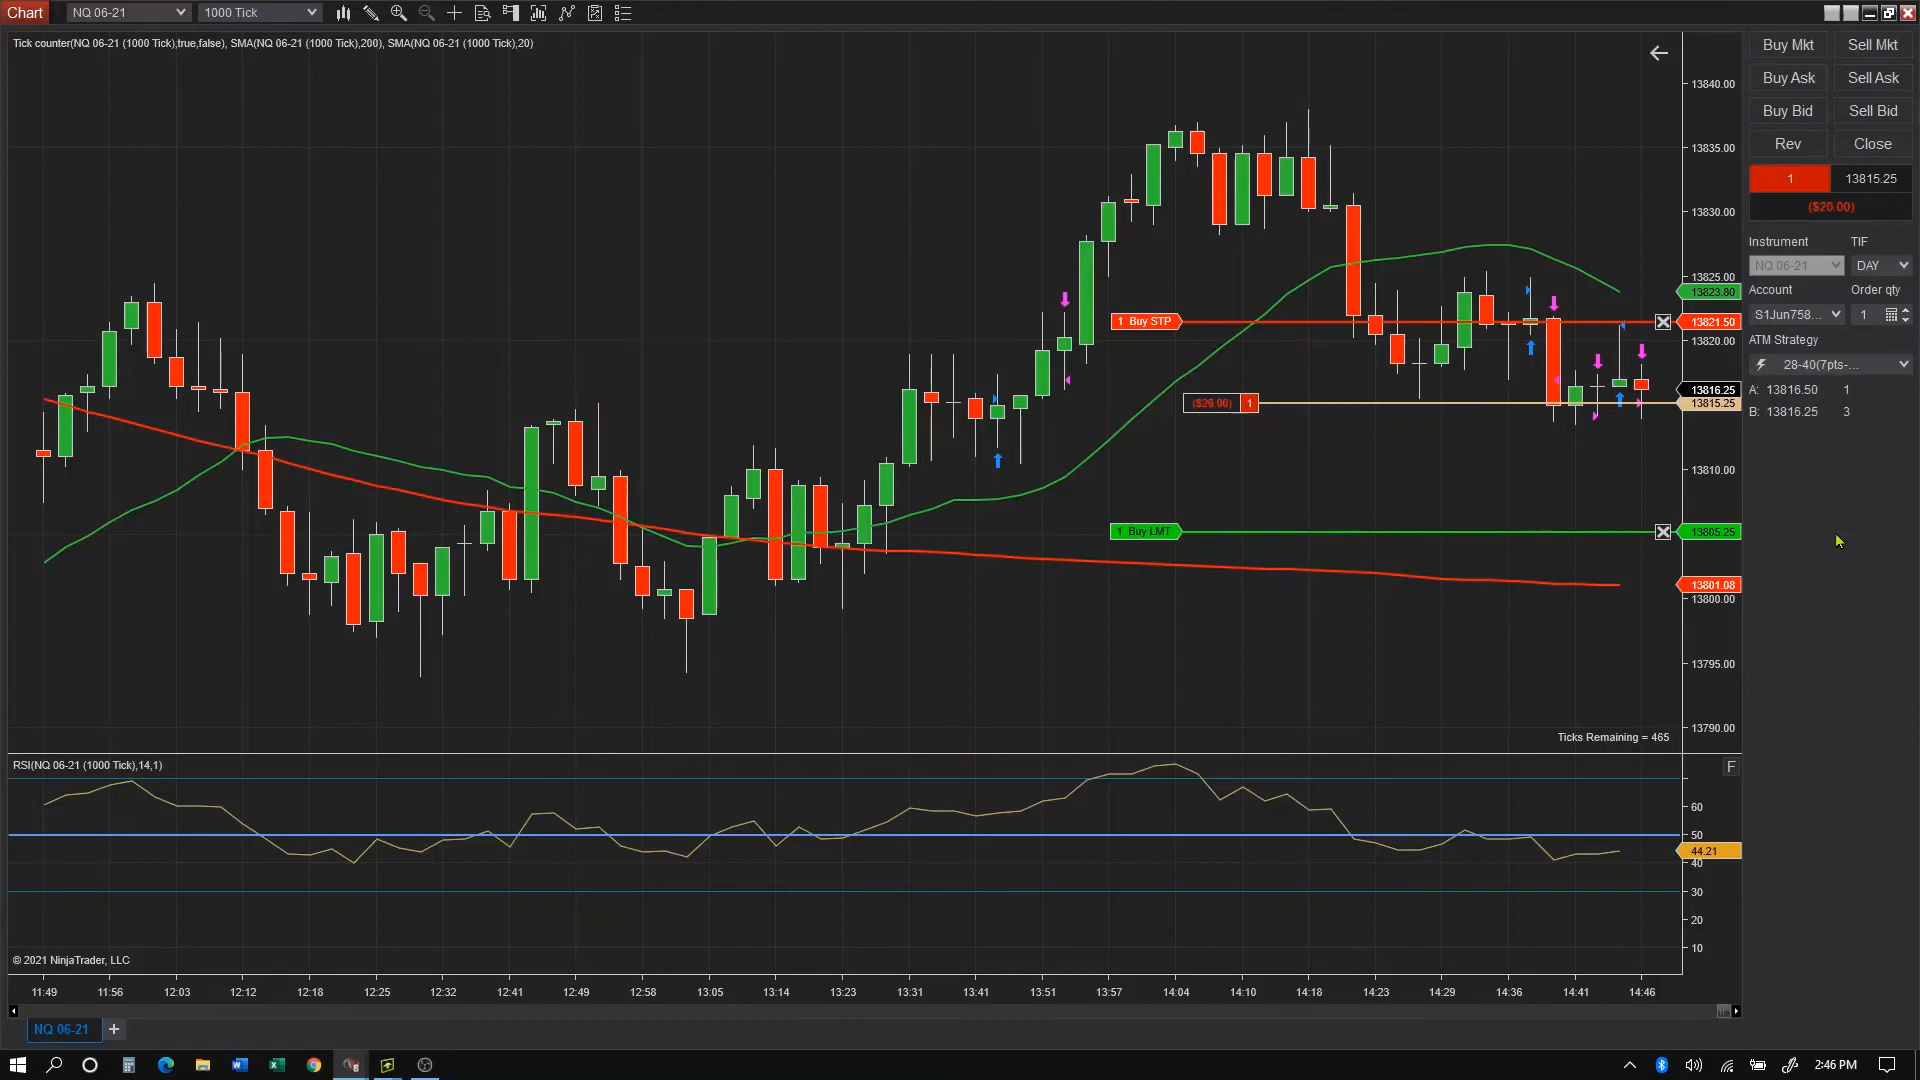 Chart NQ 06-21 1000 Tick
Tick counter(NQ 06-21 (1000 Tick),true,false), SMA(NQ 06-21 (1000 Tick),200), SMA(NQ 06-21 (1000 Tick),20)
13840.00
13835.00
13830.00
13825.00
13823.80
1 Buy STP
13821.50
13820.00
13816.25
($20.00) 1
13815.25
13810.00
1 Buy LMT
13805.25
13801.08
13800.00
13795.00
13790.00
Ticks Remaining = 465
Buy Mkt Sell Mkt
Buy Ask Sell Ask
Buy Bid Sell Bid
Rev Close
1 13815.25
($20.00)
Instrument TIF
NQ 06-21 DAY
Account Order qty
S1Jun758... 1
ATM Strategy
28-40(7pts-...
A: 13816.50 1
B: 13816.25 3
RSI(NQ 06-21 (1000 Tick),14,1)
F
60
50
44.21
40
30
20
10
© 2021 NinjaTrader, LLC
11:49 11:56 12:03 12:12 12:18 12:25 12:32 12:41 12:49 12:58 13:05 13:14 13:23 13:31 13:41 13:51 13:57 14:04 14:10 14:18 14:23 14:29 14:36 14:41 14:46
NQ 06-21 +
2:46 PM